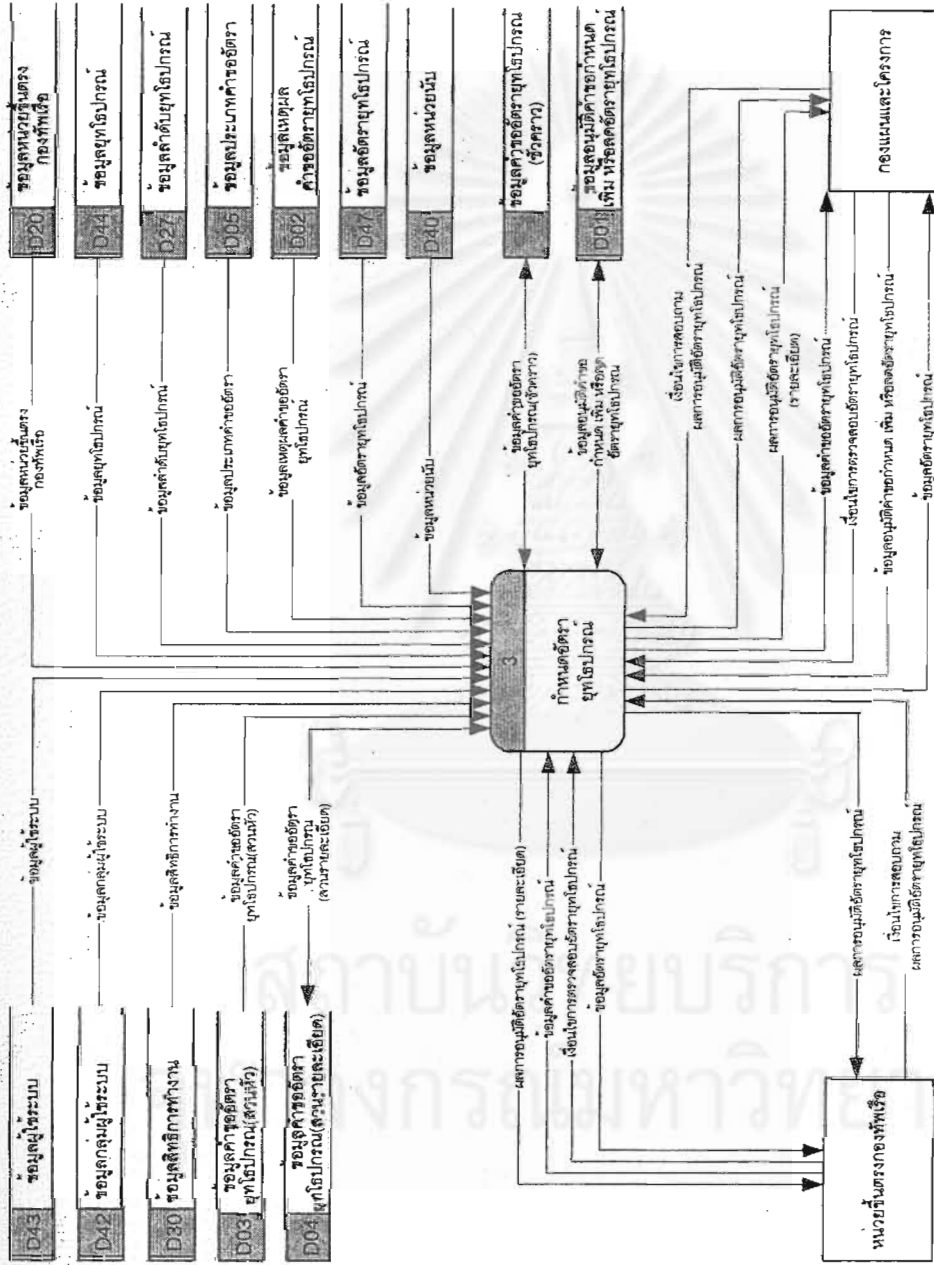 D43
ข้อมูลผู้ใช้ระบบ
D42
ข้อมูลกลุ่มผู้ใช้ระบบ
D30
ข้อมูลสิทธิการทำงาน
D03
ข้อมูลคำขออัตรา
ยุทโธปกรณ์(ส่วนหัว)
D04
ข้อมูลคำขออัตรา
ยุทโธปกรณ์(ส่วนรายละเอียด)
ข้อมูลผู้ใช้ระบบ
ข้อมูลกลุ่มผู้ใช้ระบบ
ข้อมูลสิทธิการทำงาน
ข้อมูลคำขออัตรา
ยุทโธปกรณ์(ส่วนหัว)
ข้อมูลคำขออัตรา
ยุทโธปกรณ์
(ส่วนรายละเอียด)
ข้อมูลหน่วยขึ้นตรง
กองทัพเรือ
ข้อมูลยุทโธปกรณ์
ข้อมูลลำดับยุทโธปกรณ์
ข้อมูลประเภทคำขออัตรา
ข้อมูลเหตุผลคำขออัตรา
ยุทโธปกรณ์
ข้อมูลอัตรายุทโธปกรณ์
ข้อมูลหน่วยนับ
ข้อมูลคำขออัตรา
ยุทโธปกรณ์(ชั่วคราว)
ข้อมูลอนุมัติคำขอ
กำหนด เพิ่ม หรือลด
อัตรายุทโธปกรณ์
D20
ข้อมูลหน่วยขึ้นตรง
กองทัพเรือ
D44
ข้อมูลยุทโธปกรณ์
D27
ข้อมูลลำดับยุทโธปกรณ์
D05
ข้อมูลประเภทคำขออัตรา
D02
ข้อมูลเหตุผล
คำขออัตรายุทโธปกรณ์
D47
ข้อมูลอัตรายุทโธปกรณ์
D40
ข้อมูลหน่วยนับ
ข้อมูลคำขออัตรายุทโธปกรณ์
(ชั่วคราว)
D01
ข้อมูลอนุมัติคำขอกำหนด
เพิ่ม หรือลดอัตรายุทโธปกรณ์
3
กำหนดอัตรา
ยุทโธปกรณ์
ผลการอนุมัติอัตรายุทโธปกรณ์ (รายละเอียด)
ข้อมูลคำขออัตรายุทโธปกรณ์
เงื่อนไขการตรวจสอบอัตรายุทโธปกรณ์
ข้อมูลอัตรายุทโธปกรณ์
ผลการอนุมัติอัตรายุทโธปกรณ์
เงื่อนไขการสอบถาม
ผลการอนุมัติอัตรายุทโธปกรณ์
หน่วยขึ้นตรงกองทัพเรือ
เงื่อนไขการสอบถาม
ผลการอนุมัติอัตรายุทโธปกรณ์
ผลการอนุมัติอัตรายุทโธปกรณ์
ผลการอนุมัติอัตรายุทโธปกรณ์
(รายละเอียด)
ข้อมูลคำขออัตรายุทโธปกรณ์
เงื่อนไขการตรวจสอบอัตรายุทโธปกรณ์
ข้อมูลอนุมัติคำขอกำหนด เพิ่ม หรือลดอัตรายุทโธปกรณ์
ข้อมูลอัตรายุทโธปกรณ์
กองแผนและโครงการ
สถาบันวิทยบริการ